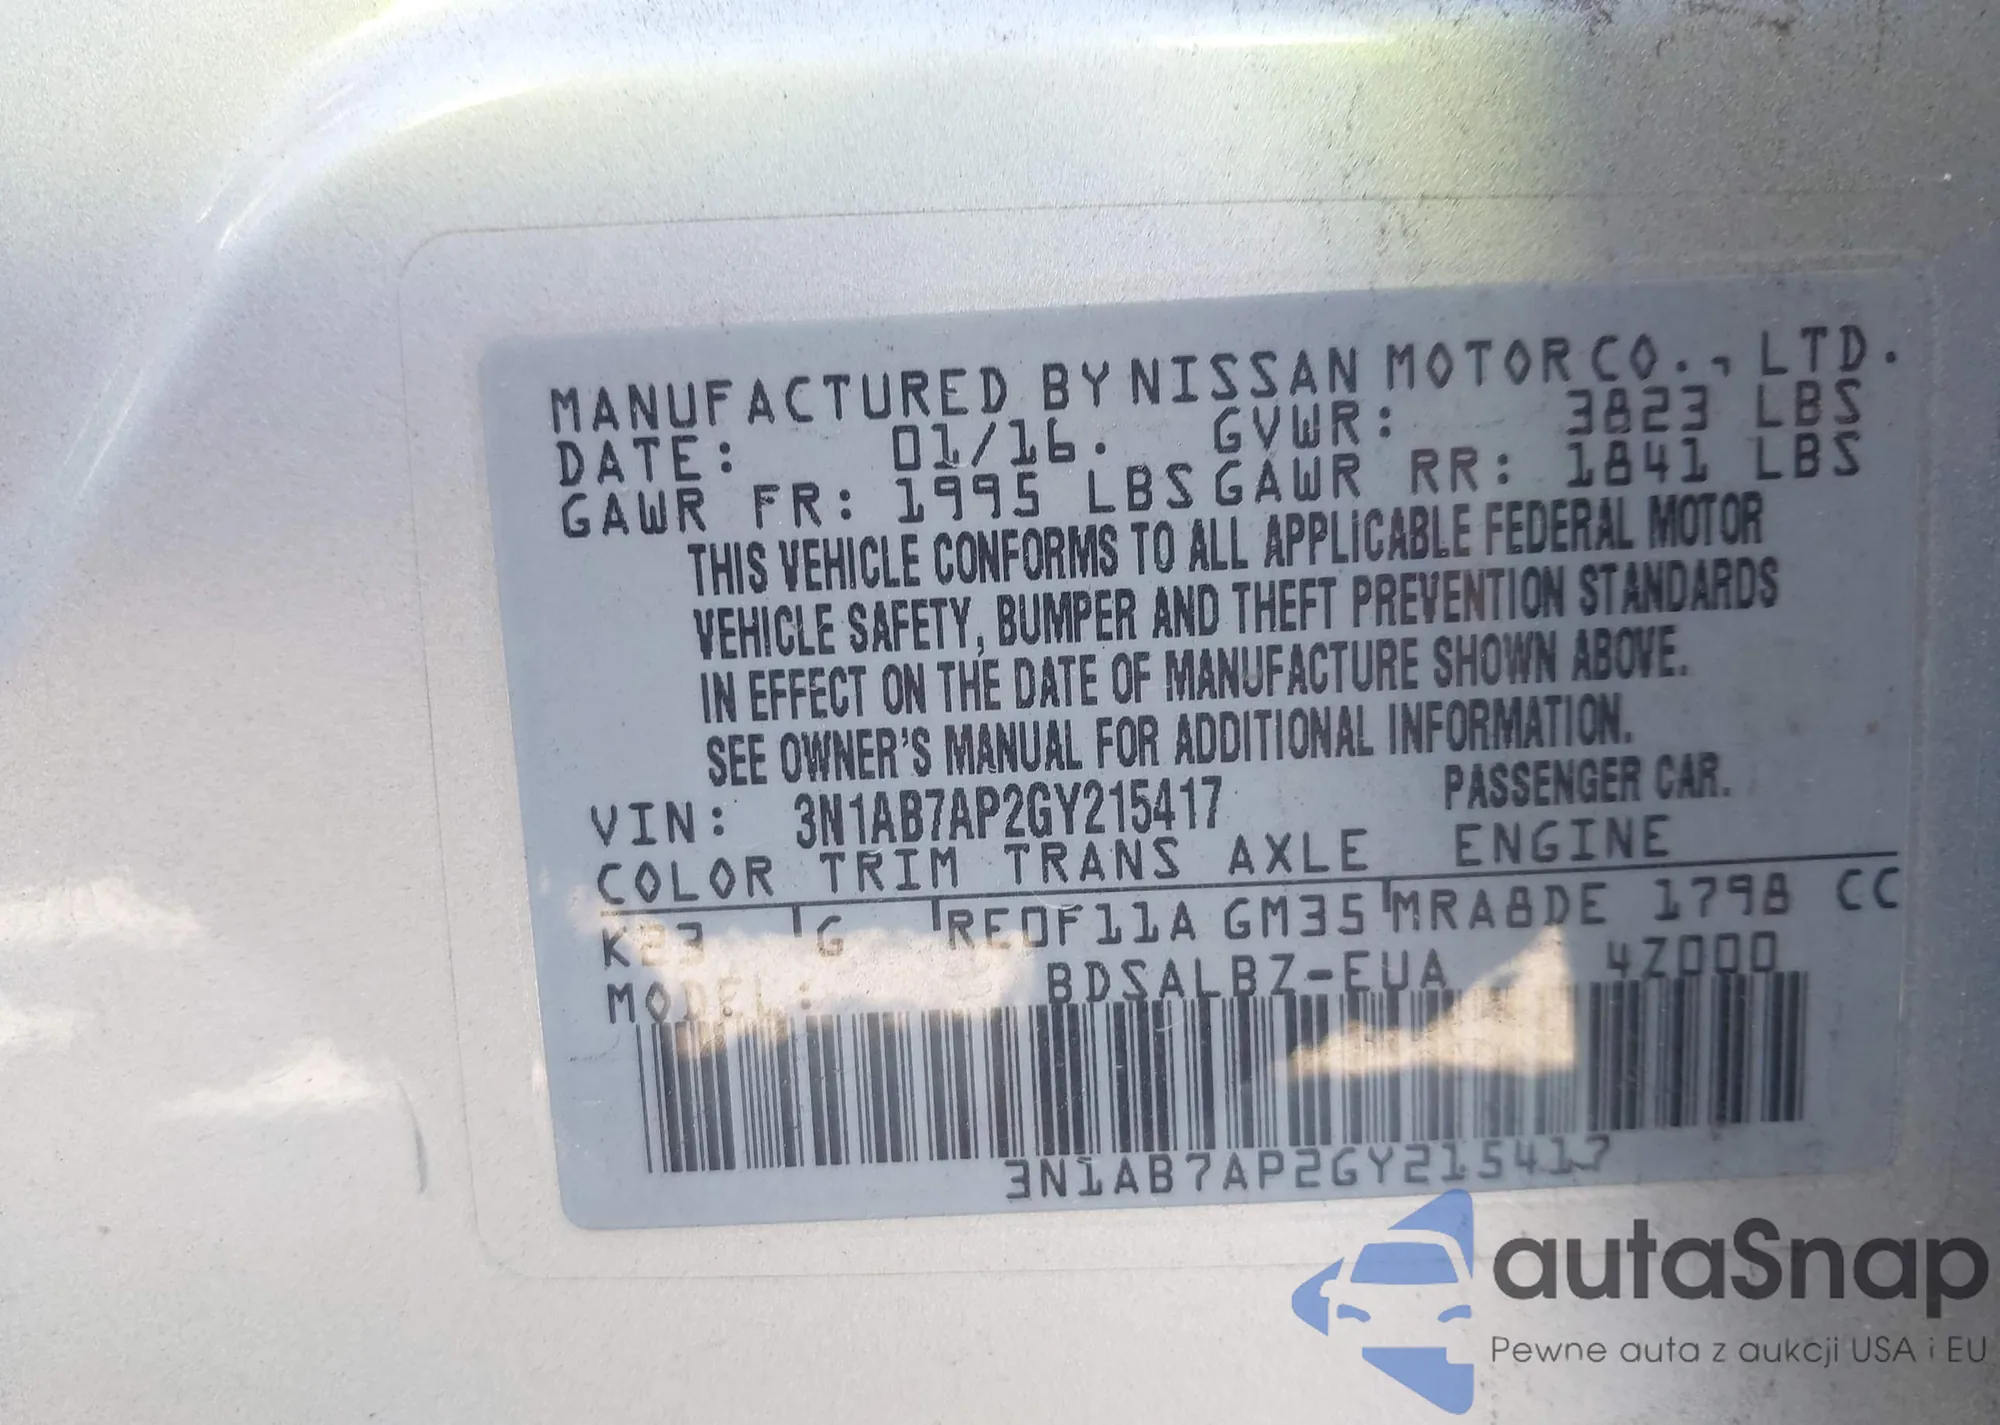 MANUFACTURED BY NISSAN MOTOR CO., LTD.
DATE: 01/16. GVWR: 3823 LBS
GAWR FR: 1995 LBS GAWR RR: 1841 LBS
THIS VEHICLE CONFORMS TO ALL APPLICABLE FEDERAL MOTOR
VEHICLE SAFETY, BUMPER AND THEFT PREVENTION STANDARDS
IN EFFECT ON THE DATE OF MANUFACTURE SHOWN ABOVE.
SEE OWNER'S MANUAL FOR ADDITIONAL INFORMATION.
VIN: 3N1AB7AP2GY215417 PASSENGER CAR.
COLOR TRIM TRANS AXLE ENGINE
K23 G RE0F11A GM35 MRA8DE 1798 CC
MODEL: BDSALBZ-EUA 4Z000
3N1AB7AP2GY215417
autaSnap
Pewne auta z aukcji USA i EU